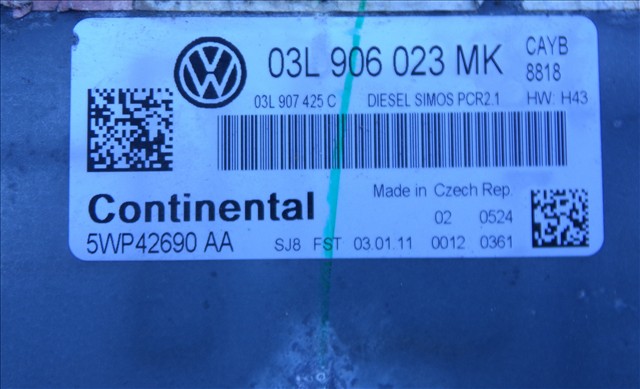 03L 906 023 MK CAYB
8818
03L 907 425 C DIESEL SIMOS PCR2.1 HW: H43
Continental Made in Czech Rep.
02 0524
5WP42690 AA SJ8 FST 03.01.11 0012 0361